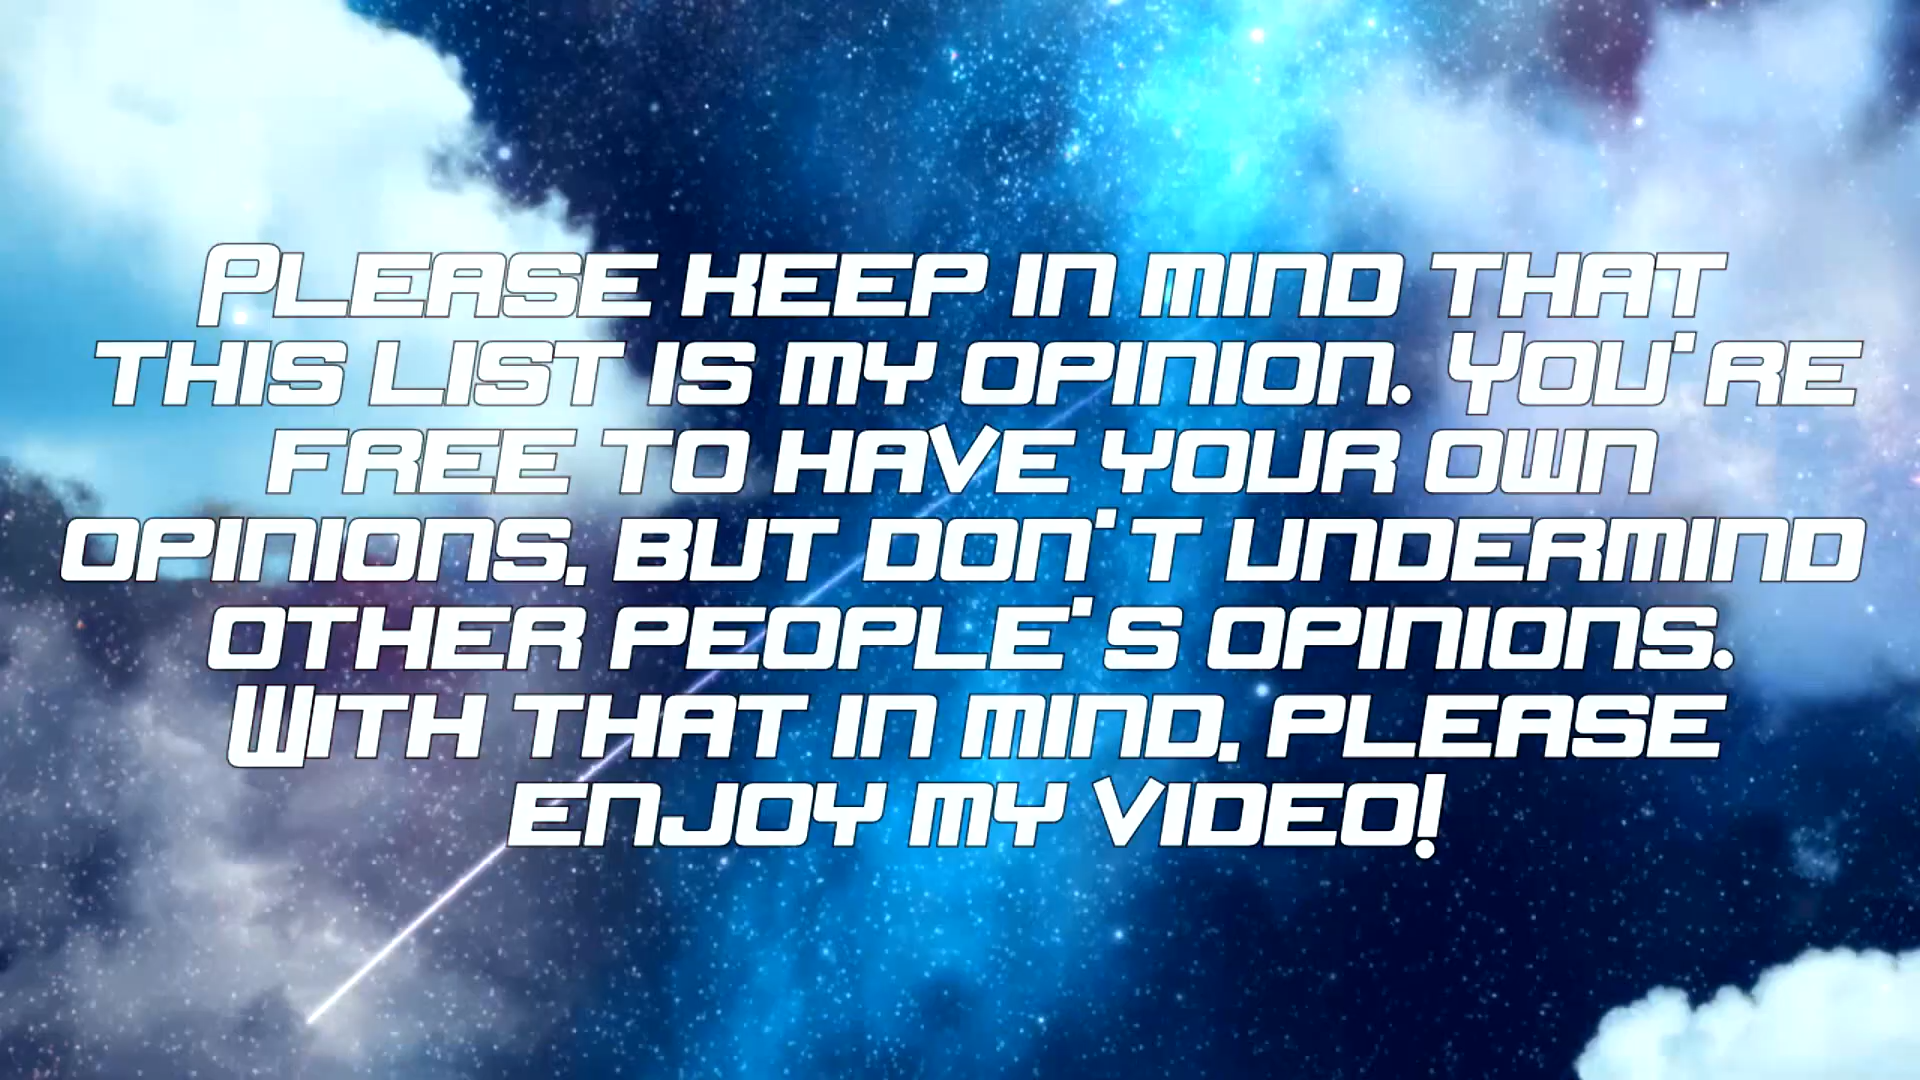 Please keep in mind that
this list is my opinion. You're
free to have your own
opinions, but don't undermind
other people's opinions.
With that in mind, please
enjoy my video!